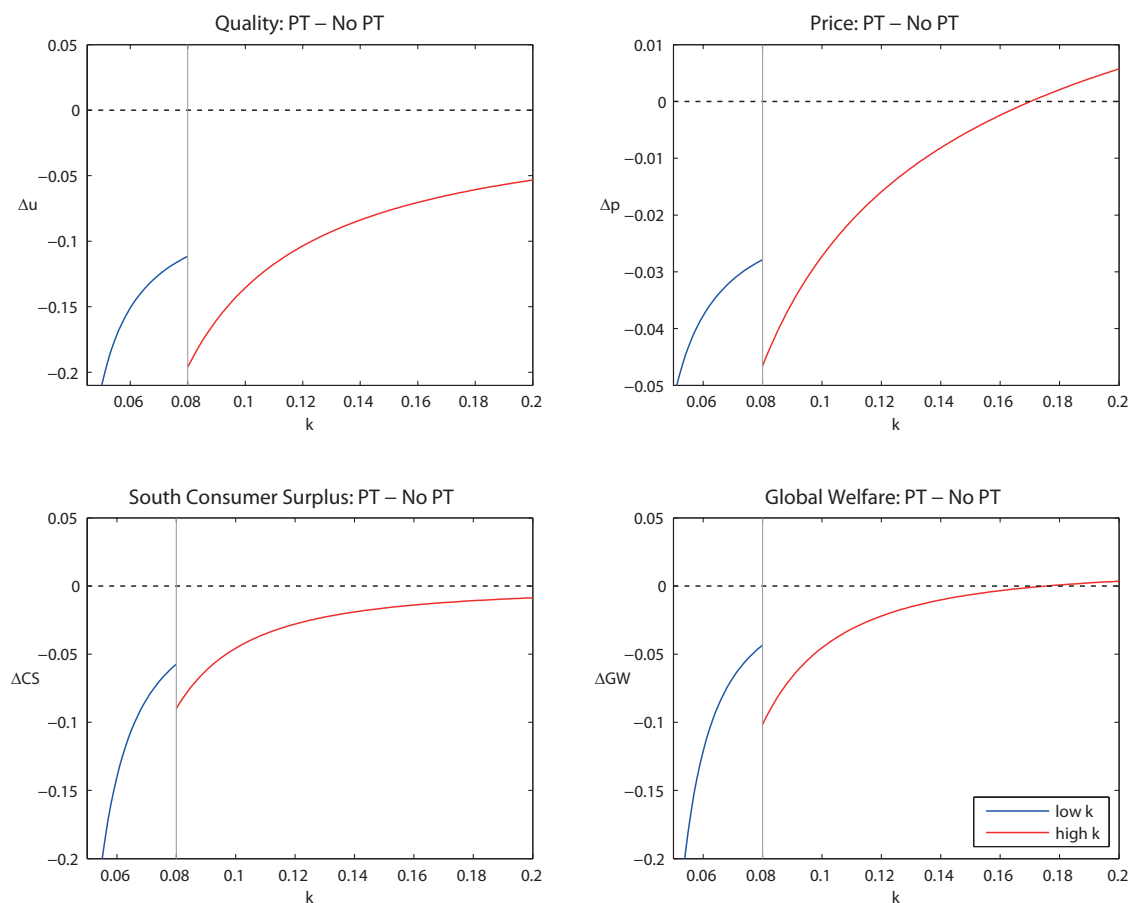 Quality: PT − No PT
0.05
0
−0.05
−0.1
−0.15
−0.2
Δu
0.06 0.08 0.1 0.12 0.14 0.16 0.18 0.2
k
Price: PT − No PT
0.01
0
−0.01
−0.02
−0.03
−0.04
−0.05
Δp
0.06 0.08 0.1 0.12 0.14 0.16 0.18 0.2
k
South Consumer Surplus: PT − No PT
0.05
0
−0.05
−0.1
−0.15
−0.2
ΔCS
0.06 0.08 0.1 0.12 0.14 0.16 0.18 0.2
k
Global Welfare: PT − No PT
0.05
0
−0.05
−0.1
−0.15
−0.2
ΔGW
0.06 0.08 0.1 0.12 0.14 0.16 0.18 0.2
k
low k
high k